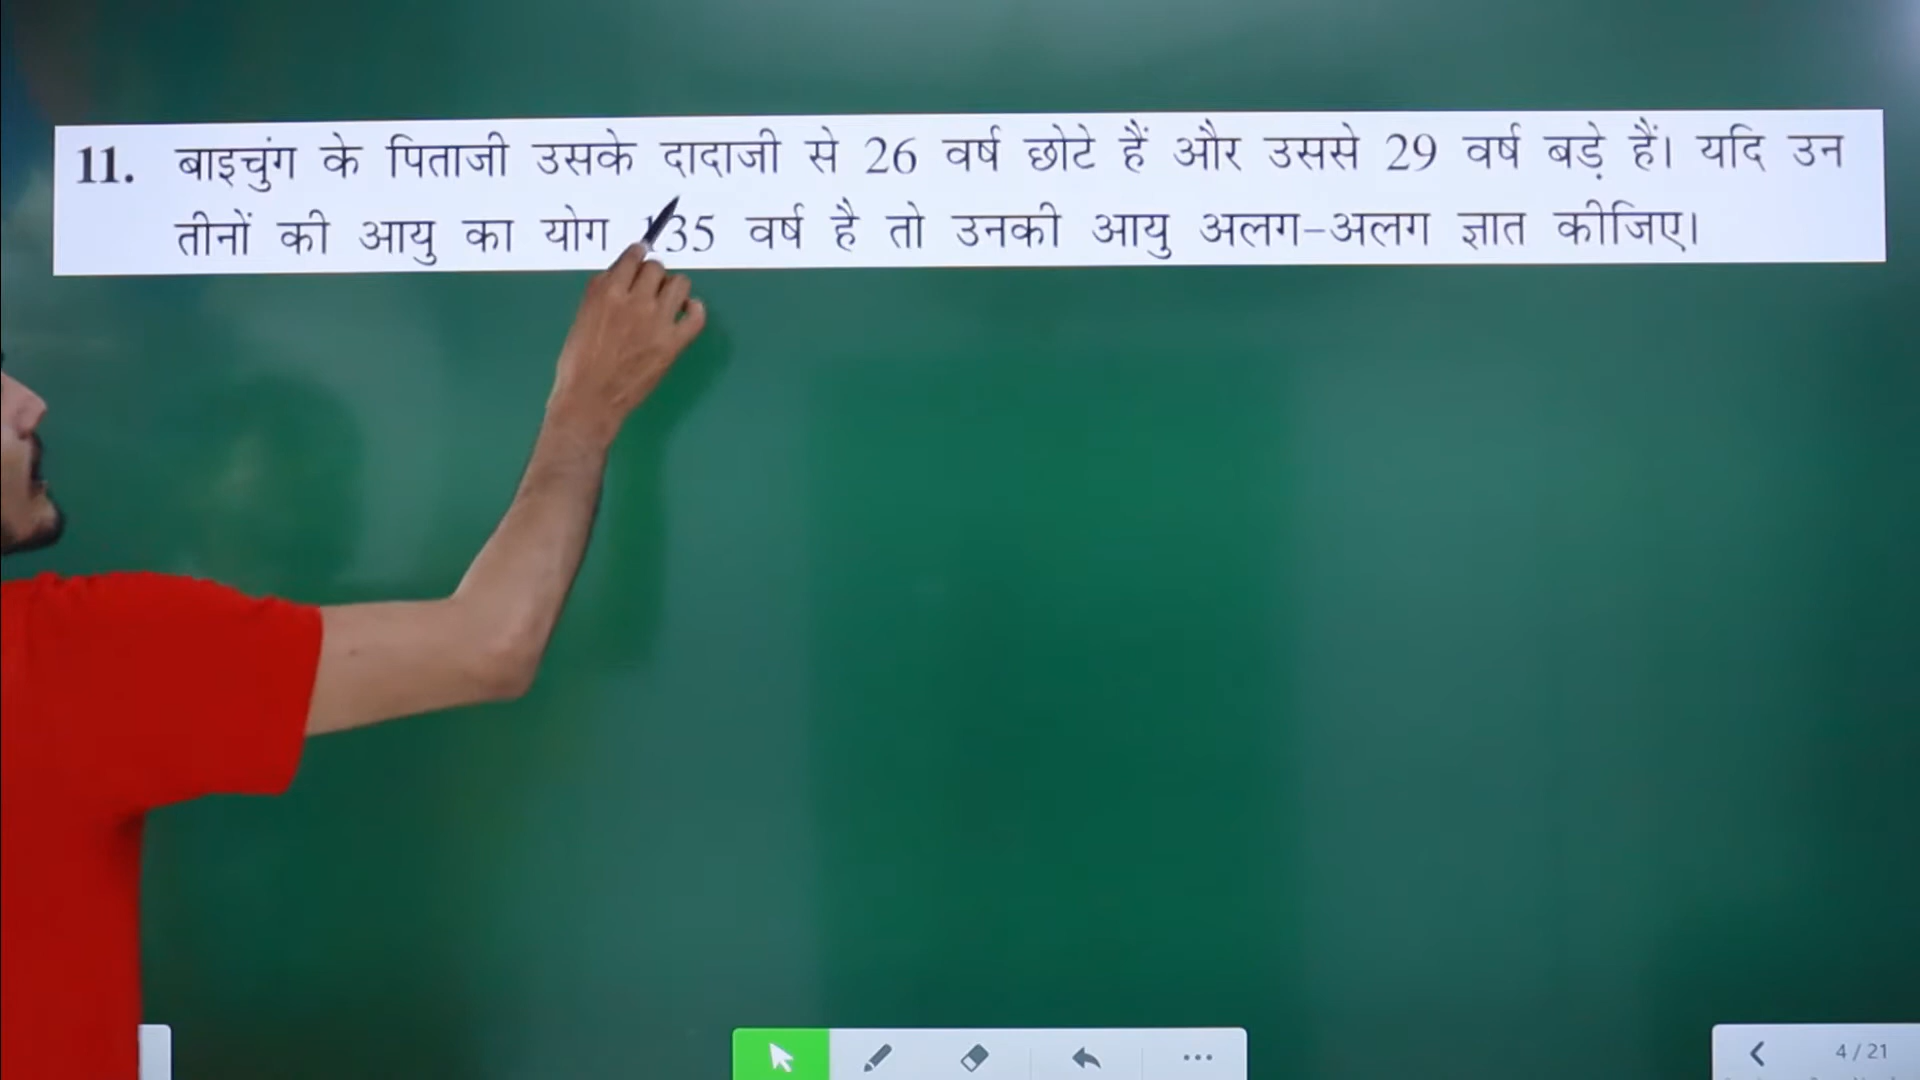 11. बाइचुंग के पिताजी उसके दादाजी से 26 वर्ष छोटे हैं और उससे 29 वर्ष बड़े हैं। यदि उन
तीनों की आयु का योग 135 वर्ष है तो उनकी आयु अलग-अलग ज्ञात कीजिए।
4 / 21